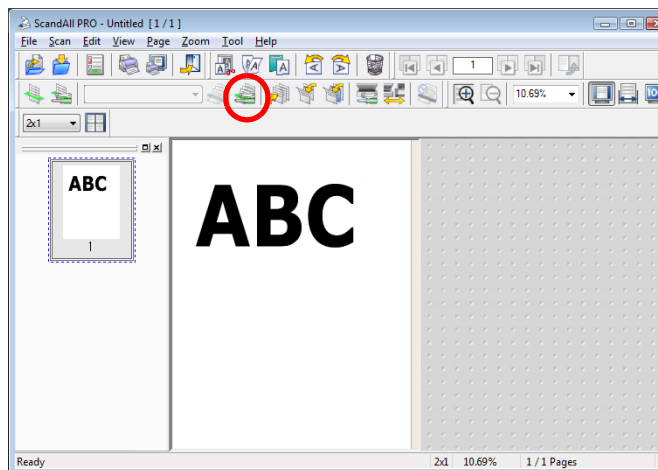 ScandAll PRO - Untitled [ 1 / 1 ]
File Scan Edit View Page Zoom Tool Help
1
10.69%
2x1
ABC
1
ABC
Ready
2x1 10.69% 1 / 1 Pages